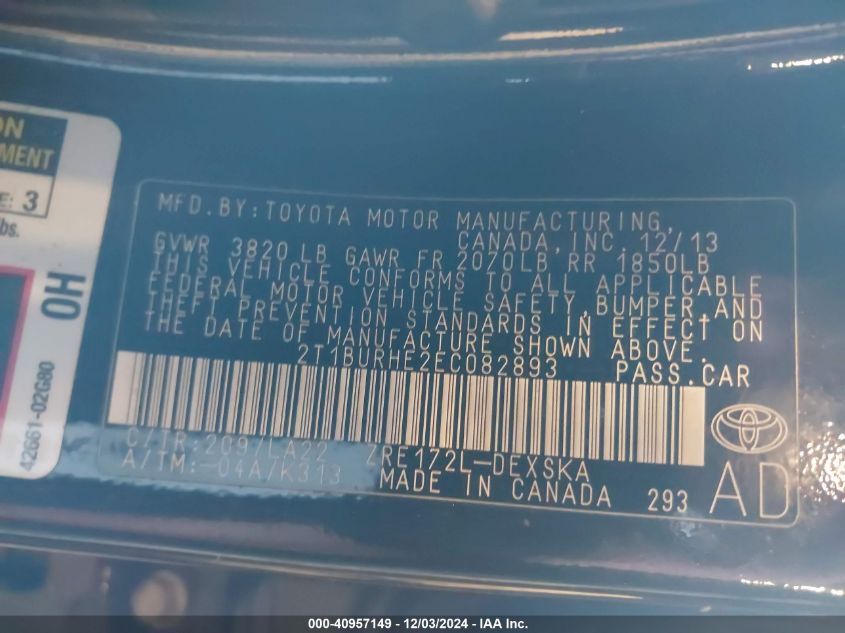 ON
MENT
E: 3
bs.
OH
42661-02G80
MFD.BY:TOYOTA MOTOR MANUFACTURING,
CANADA,INC. 12/13
GVWR 3820 LB GAWR FR 2070LB RR 1850LB
THIS VEHICLE CONFORMS TO ALL APPLICABLE
FEDERAL MOTOR VEHICLE SAFETY,BUMPER,AND
THEFT PREVENTION STANDARDS IN EFFECT ON
THE DATE OF MANUFACTURE SHOWN ABOVE.
2T1BURHE2EC082893 PASS.CAR
C/TR:209/LA22 ZRE172L-DEXSKA
A/TM:-04A/K313 MADE IN CANADA 293
AD
000-40957149 - 12/03/2024 - IAA Inc.